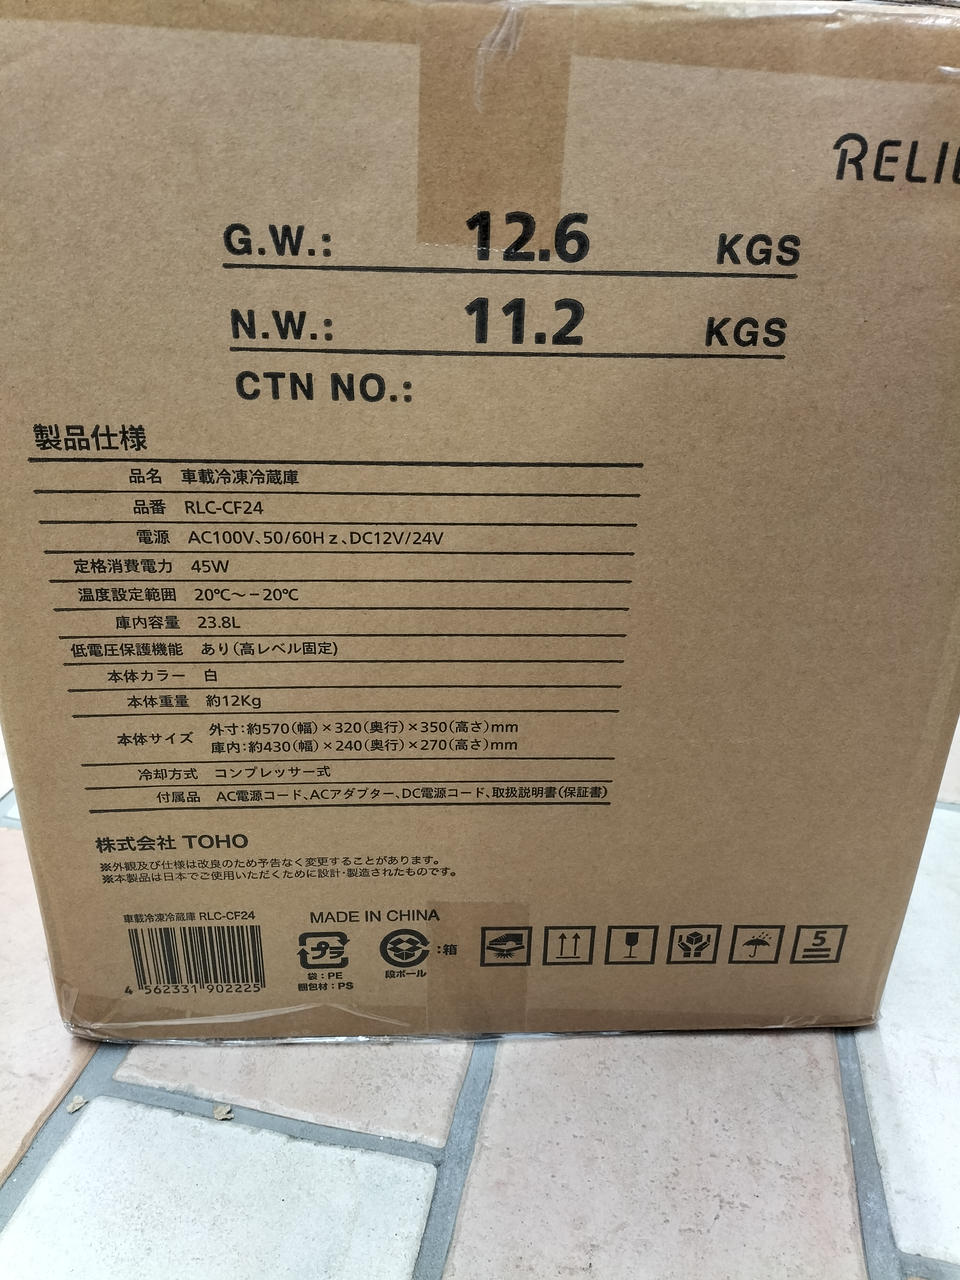 G.W.: 12.6 KGS
N.W.: 11.2 KGS
CTN NO.:
製品仕様
品名 車載冷凍冷蔵庫
品番 RLC-CF24
電源 AC100V、50/60Hz、DC12V/24V
定格消費電力 45W
温度設定範囲 20℃~-20℃
庫内容量 23.8L
低電圧保護機能 あり(高レベル固定)
本体カラー 白
本体重量 約12Kg
本体サイズ 外寸:約570(幅)×320(奥行)×350(高さ)mm
庫内:約430(幅)×240(奥行)×270(高さ)mm
冷却方式 コンプレッサー式
付属品 AC電源コード、ACアダプター、DC電源コード、取扱説明書(保証書)
株式会社 TOHO
※外観及び仕様は改良のため予告なく変更することがあります。
※本製品は日本でご使用いただくために設計・製造されたものです。
車載冷凍冷蔵庫 RLC-CF24
4 562331 902225
MADE IN CHINA
プラ
袋:PE
梱包材:PS
段ボール
:箱
5